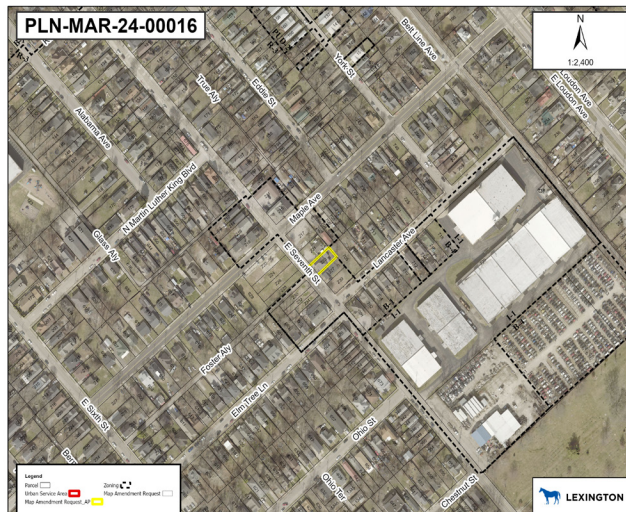 PLN-MAR-24-00016
N
1:2,400
R-3
Belt Line Ave
York St
Eddie St
True Aly
Loudon Ave
E Loudon Ave
Alabama Ave
N Martin Luther King Blvd
Maple Ave
Glass Aly
Lancaster Ave
E Seventh St
Foster Aly
Elm Tree Ln
E Sixth St
Ohio St
Ohio Ter
Chestnut St
Legend
Parcel
Zoning
Urban Service Area
Map Amendment Request
Map Amendment Request_AP
LEXINGTON